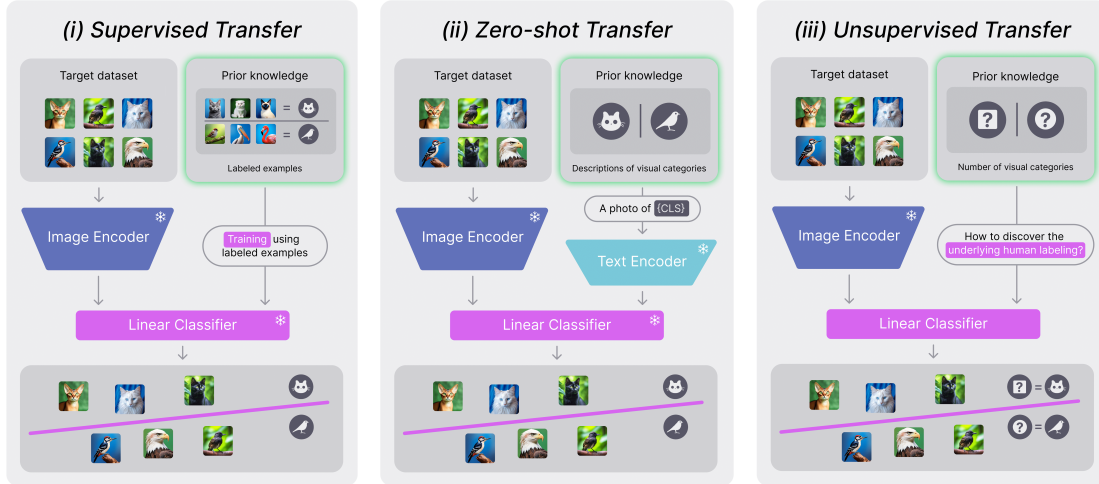 (i) Supervised Transfer
Target dataset
Prior knowledge
=
=
Labeled examples
Image Encoder
Training using
labeled examples
Linear Classifier
(ii) Zero-shot Transfer
Target dataset
Prior knowledge
Descriptions of visual categories
A photo of {CLS}
Image Encoder
Text Encoder
Linear Classifier
(iii) Unsupervised Transfer
Target dataset
Prior knowledge
? | ?
Number of visual categories
Image Encoder
How to discover the
underlying human labeling?
Linear Classifier
? =
? =